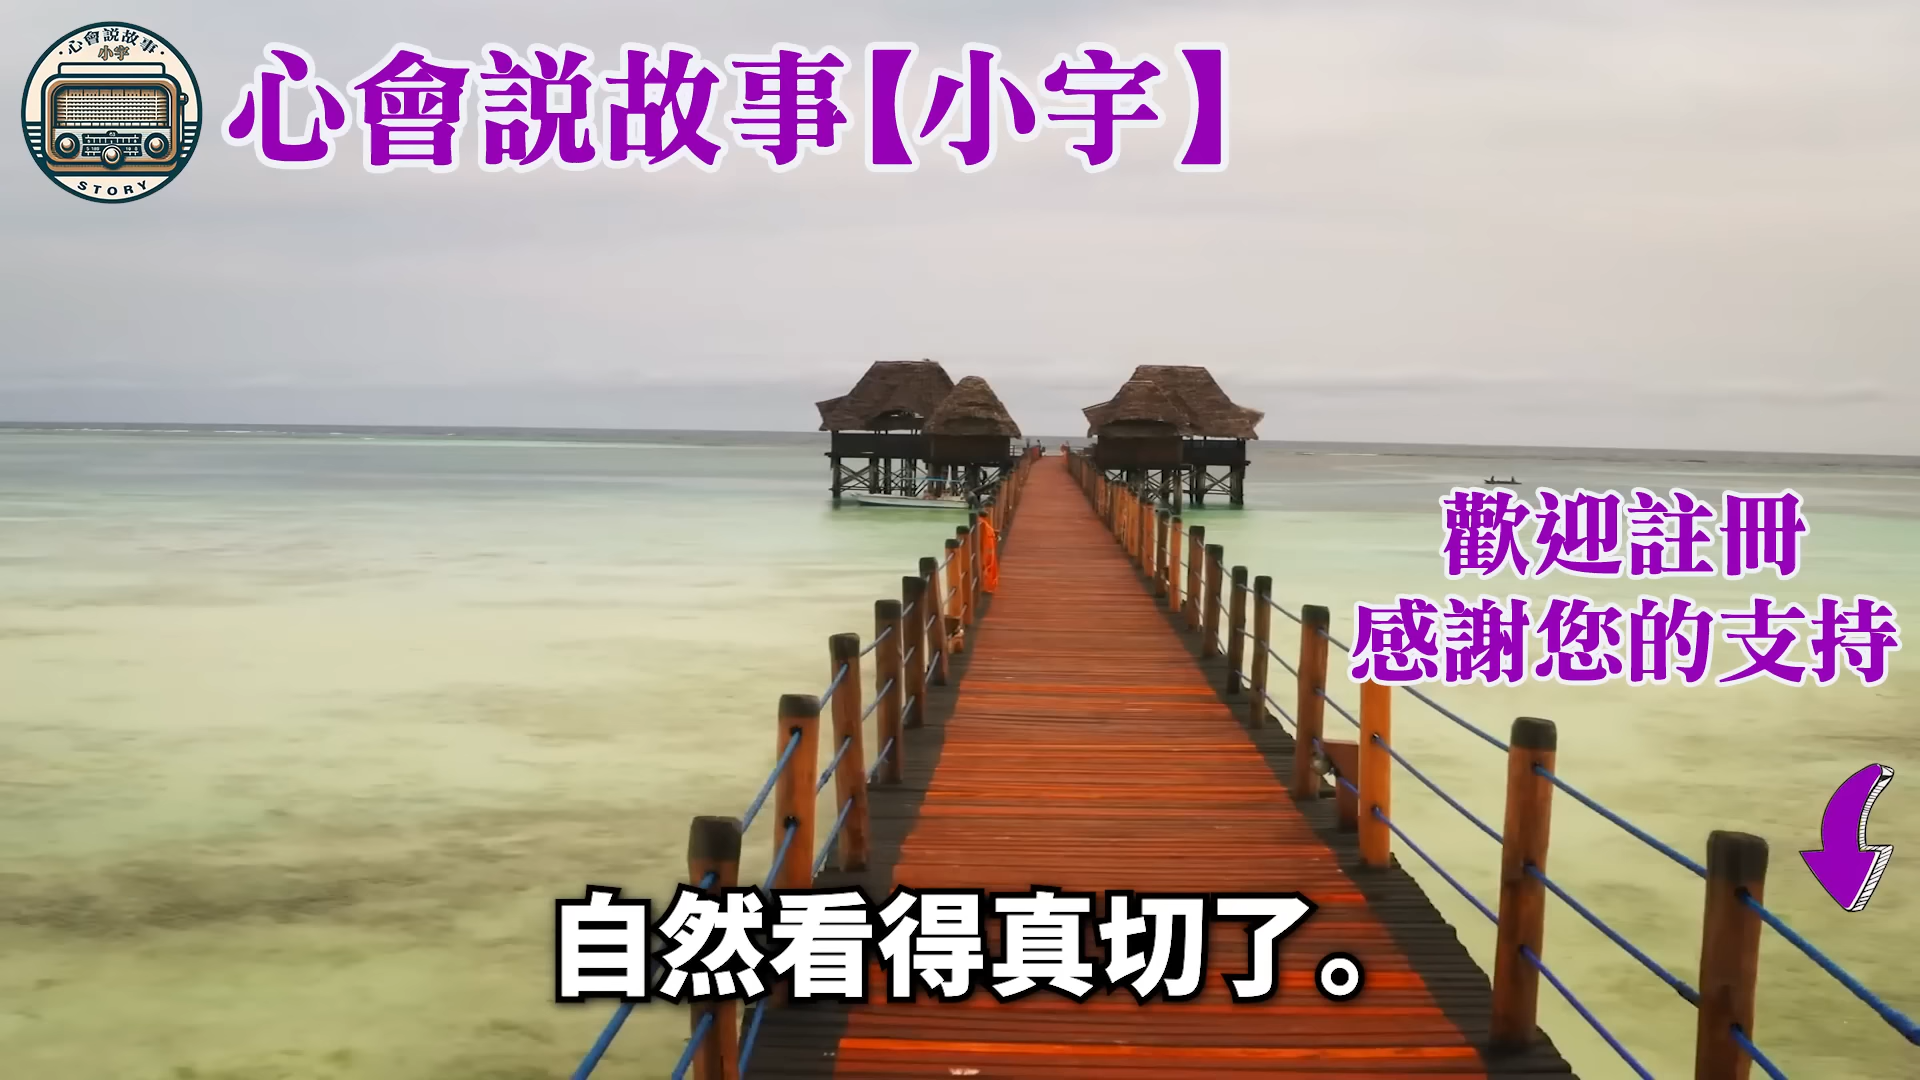 心會説故事
小宇
STORY
心會説故事【小宇】
歡迎註冊
感謝您的支持
自然看得真切了。